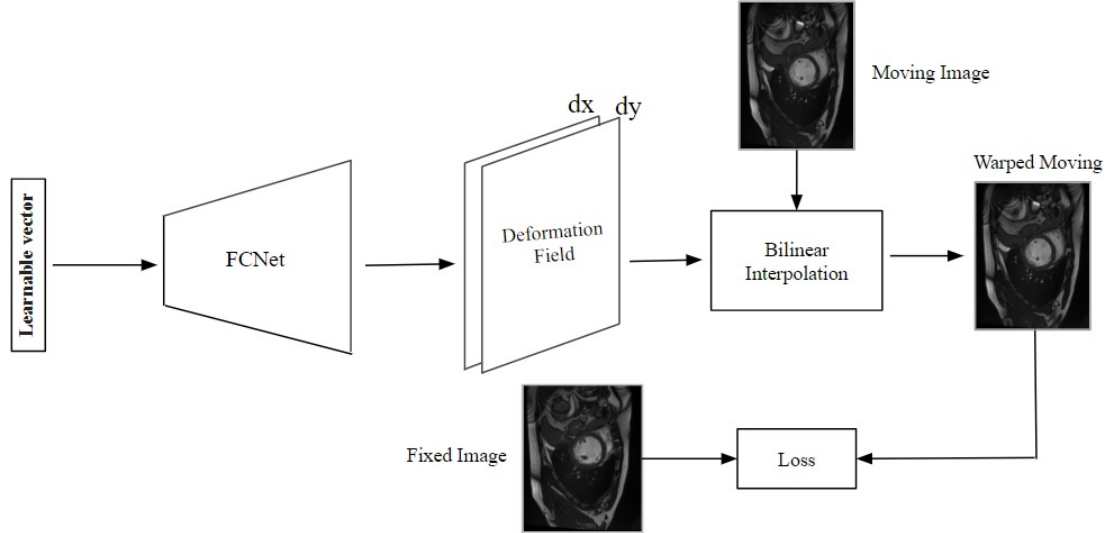 Moving Image
dx
dy
Warped Moving
Learnable vector
FCNet
Deformation
Field
Bilinear
Interpolation
Fixed Image
Loss